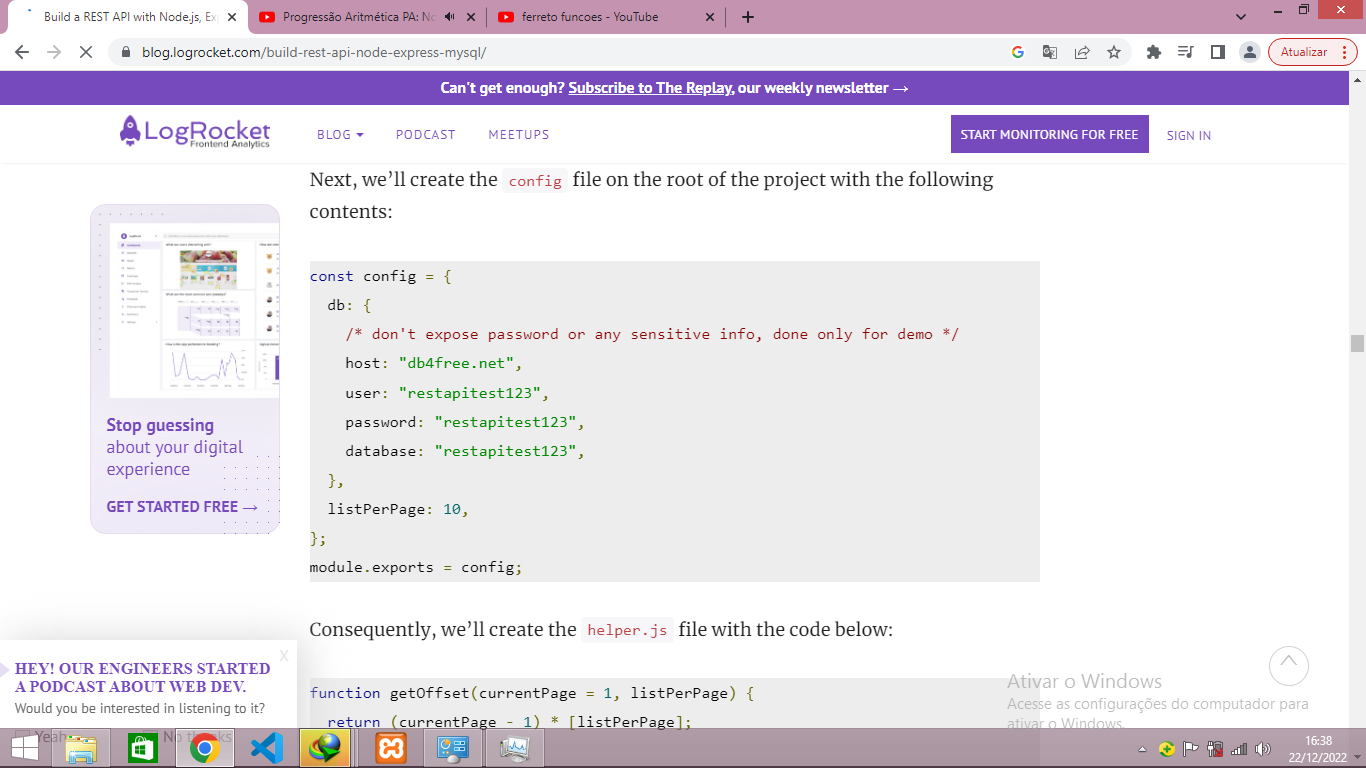 Build a REST API with Node.js, Ex
Progressão Aritmética PA: No
ferreto funcoes - YouTube
blog.logrocket.com/build-rest-api-node-express-mysql/
Atualizar
Can't get enough? Subscribe to The Replay, our weekly newsletter →
LogRocket
Frontend Analytics
BLOG
PODCAST
MEETUPS
START MONITORING FOR FREE
SIGN IN
Next, we'll create the config file on the root of the project with the following
contents:
const config = {
db: {
/* don't expose password or any sensitive info, done only for demo */
host: "db4free.net",
user: "restapitest123",
password: "restapitest123",
database: "restapitest123",
},
listPerPage: 10,
};
module.exports = config;
Stop guessing
about your digital
experience
GET STARTED FREE →
Consequently, we'll create the helper.js file with the code below:
function getOffset(currentPage = 1, listPerPage) {
return (currentPage - 1) * [listPerPage];
X
HEY! OUR ENGINEERS STARTED
A PODCAST ABOUT WEB DEV.
Would you be interested in listening to it?
Yeah
No thanks
Ativar o Windows
Acesse as configurações do computador para
ativar o Windows.
16:38
22/12/2022